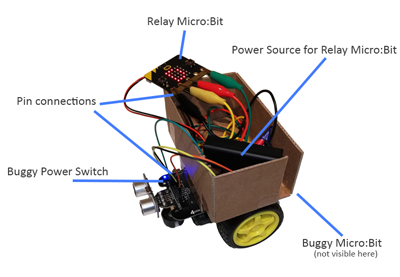 Relay Micro:Bit
Power Source for Relay Micro:Bit
Pin connections
Buggy Power Switch
Buggy Micro:Bit
(not visible here)